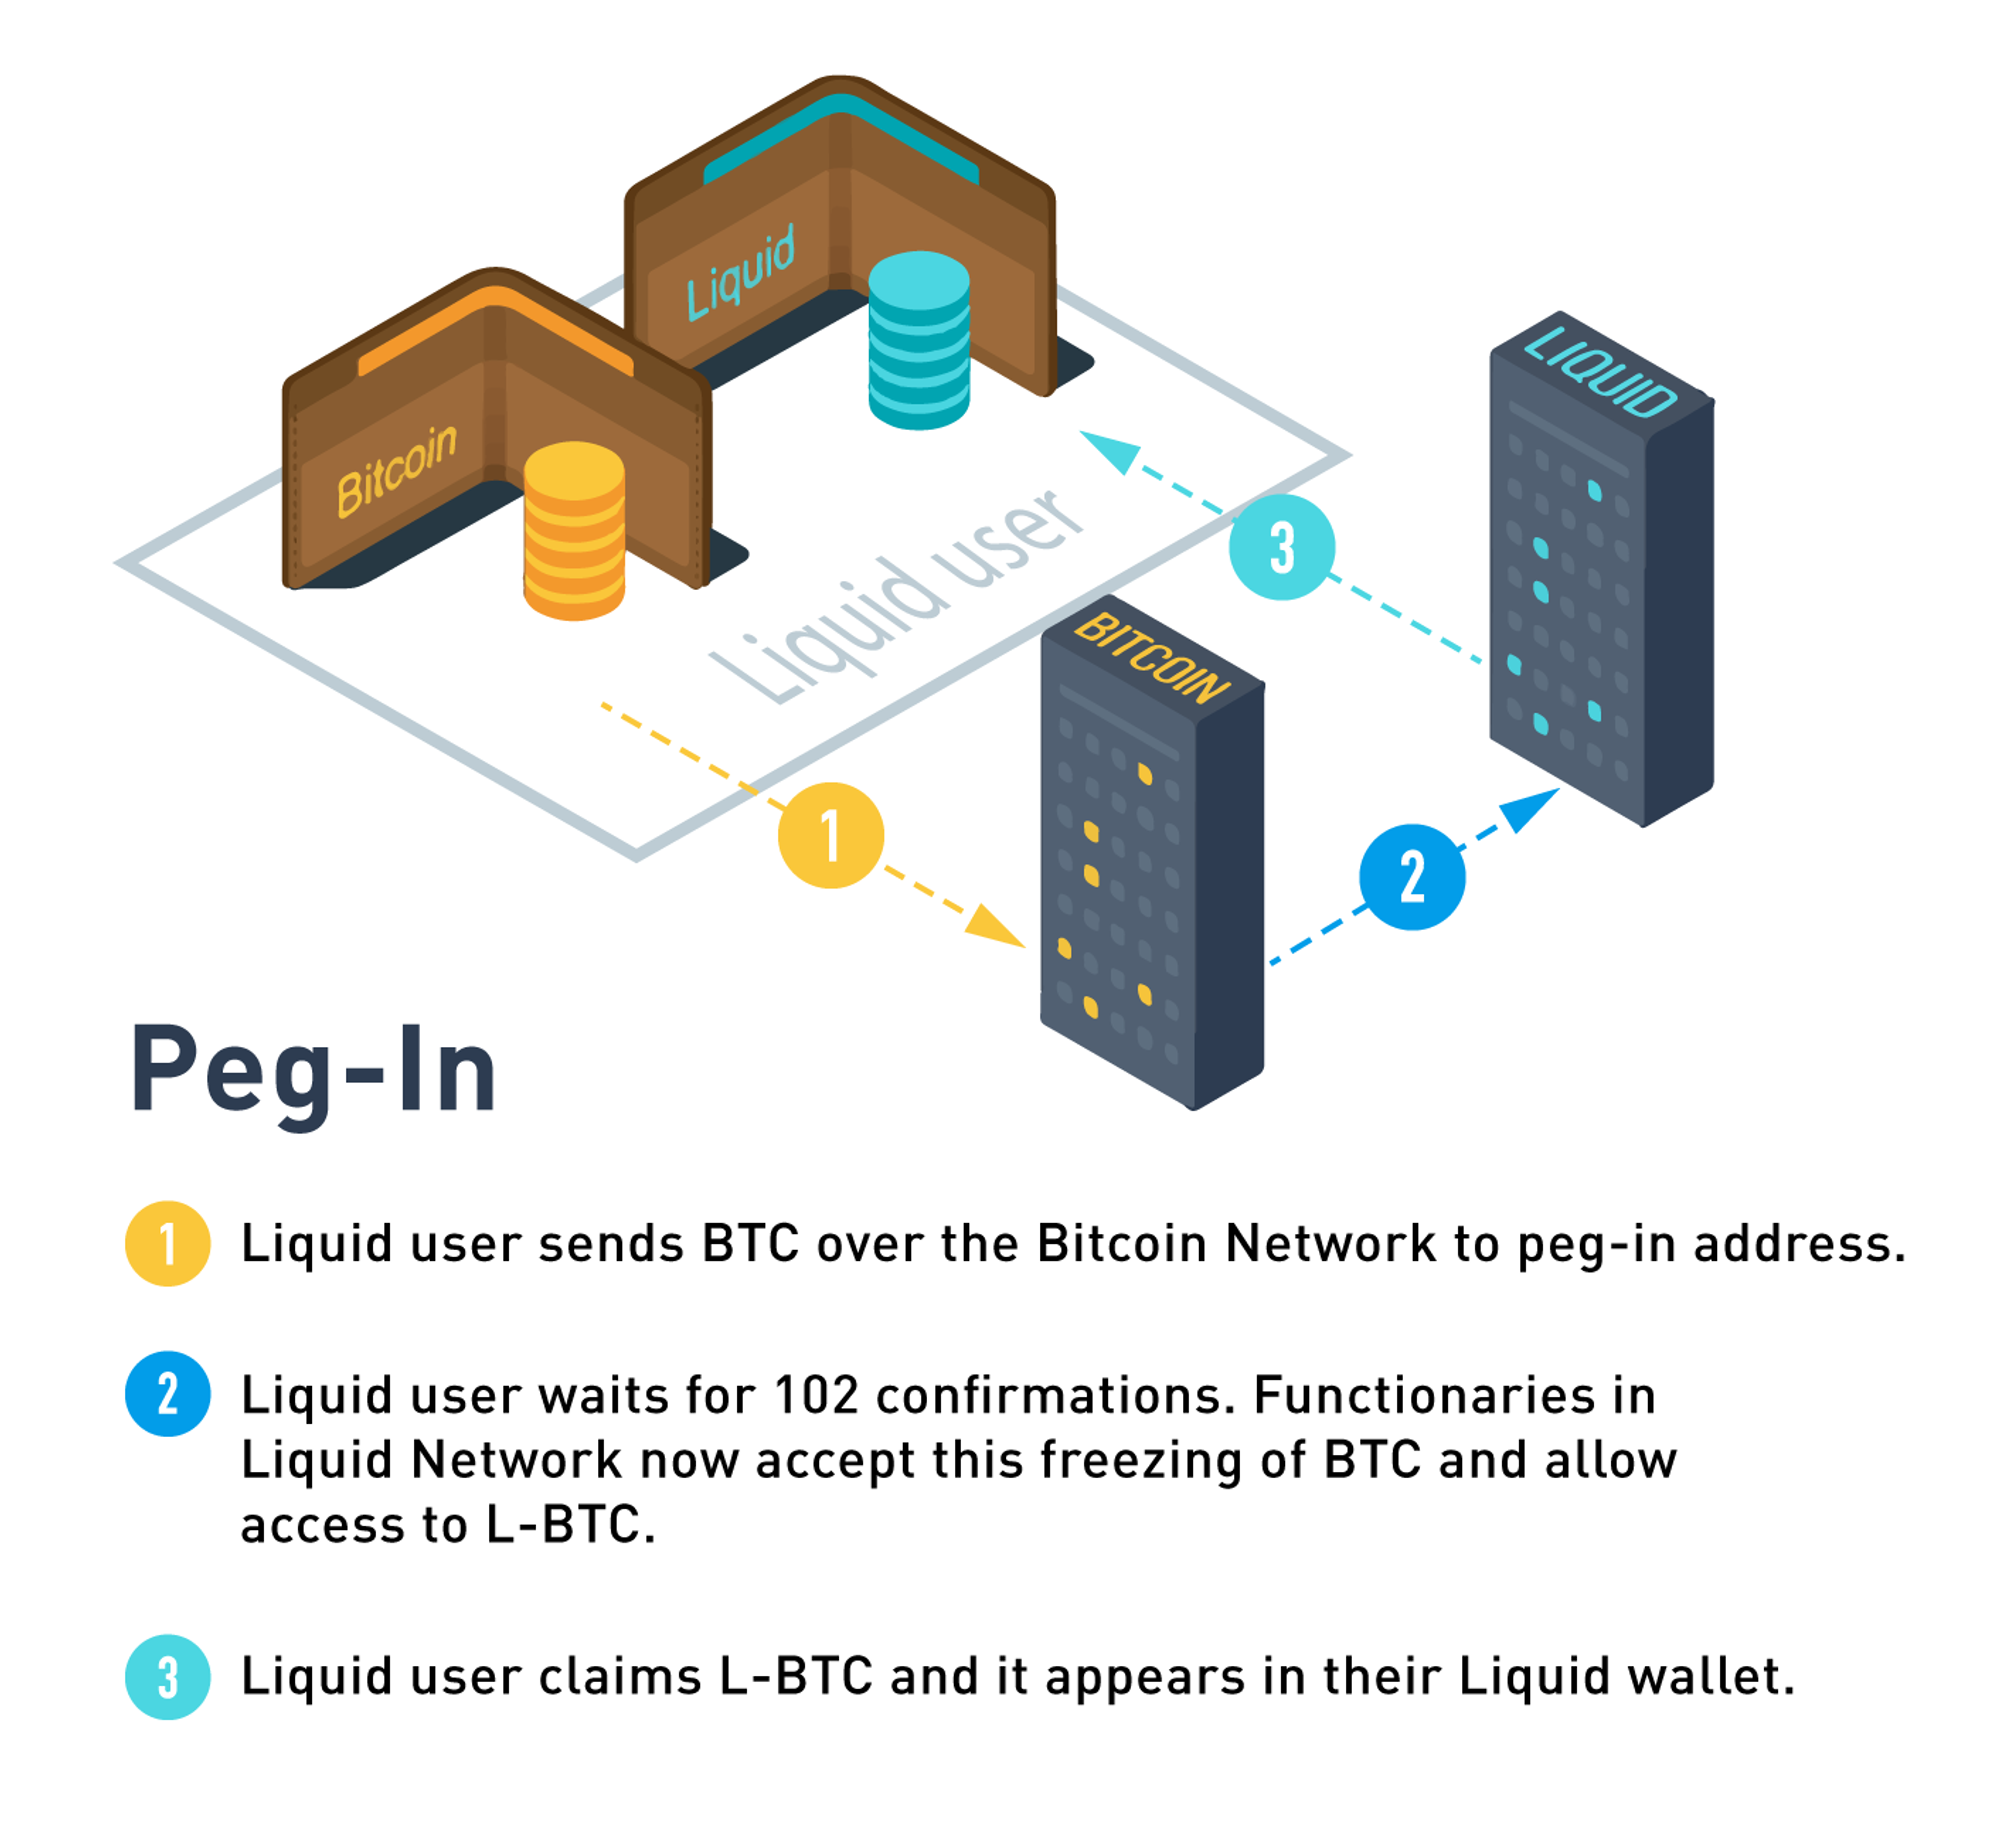 Liquid
Bitcoin
LIQUID
Liquid user
3
BITCOIN
1
2
Peg-In
1 Liquid user sends BTC over the Bitcoin Network to peg-in address.
2 Liquid user waits for 102 confirmations. Functionaries in
Liquid Network now accept this freezing of BTC and allow
access to L-BTC.
3 Liquid user claims L-BTC and it appears in their Liquid wallet.